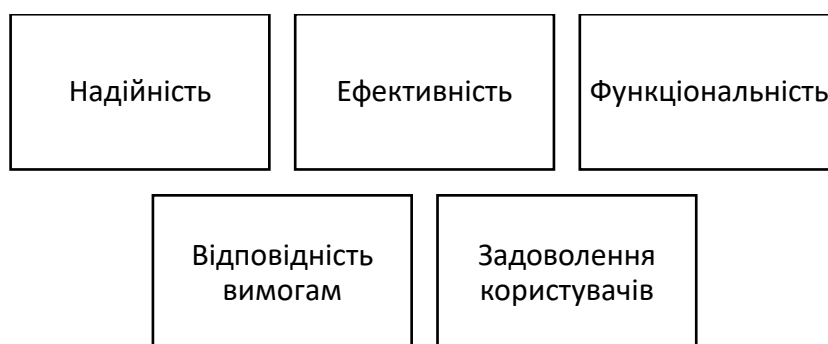 Надійність
Ефективність
Функціональність
Відповідність
вимогам
Задоволення
користувачів